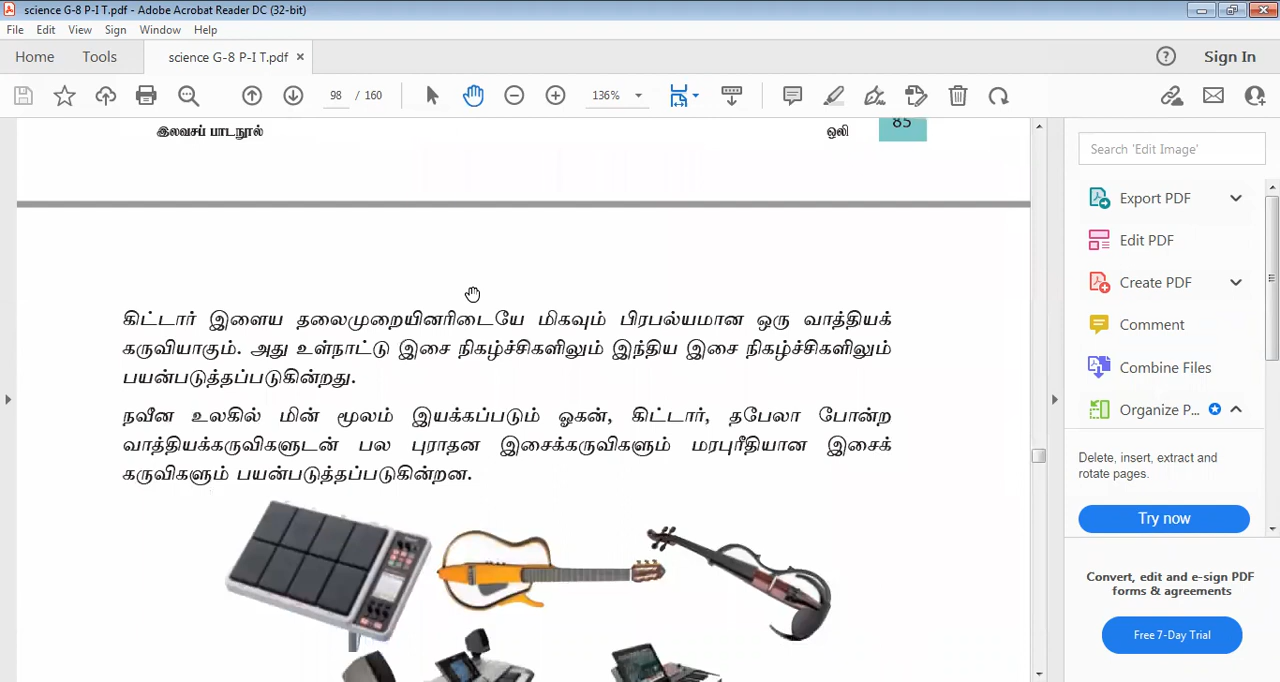 science G-8 P-I T.pdf - Adobe Acrobat Reader DC (32-bit)
File Edit View Sign Window Help
Home Tools science G-8 P-I T.pdf × Sign In
98 / 160 136%
இலவசப் பாடநூல் ஒலி 85
கிட்டார் இளைய தலைமுறையினரிடையே மிகவும் பிரபல்யமான ஒரு வாத்தியக்
கருவியாகும். அது உள்நாட்டு இசை நிகழ்ச்சிகளிலும் இந்திய இசை நிகழ்ச்சிகளிலும்
பயன்படுத்தப்படுகின்றது.
நவீன உலகில் மின் மூலம் இயக்கப்படும் ஓகன், கிட்டார், தபேலா போன்ற
வாத்தியக்கருவிகளுடன் பல புராதன இசைக்கருவிகளும் மரபுரீதியான இசைக்
கருவிகளும் பயன்படுத்தப்படுகின்றன.
Search 'Edit Image'
Export PDF
Edit PDF
Create PDF
Comment
Combine Files
Organize P...
Delete, insert, extract and
rotate pages.
Try now
Convert, edit and e-sign PDF
forms & agreements
Free 7-Day Trial